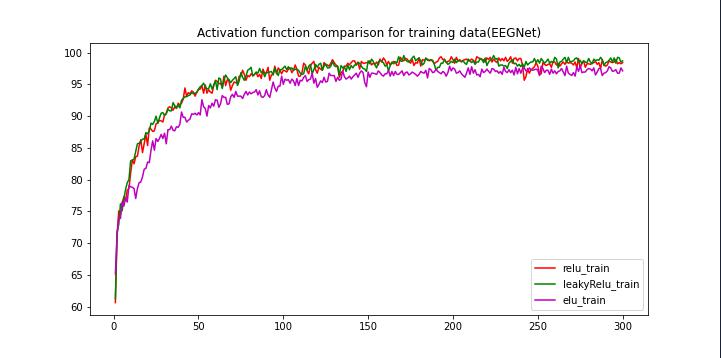 Activation function comparison for training data(EEGNet)
100
95
90
85
80
75
70
65
60
0 50 100 150 200 250 300
relu_train
leakyRelu_train
elu_train